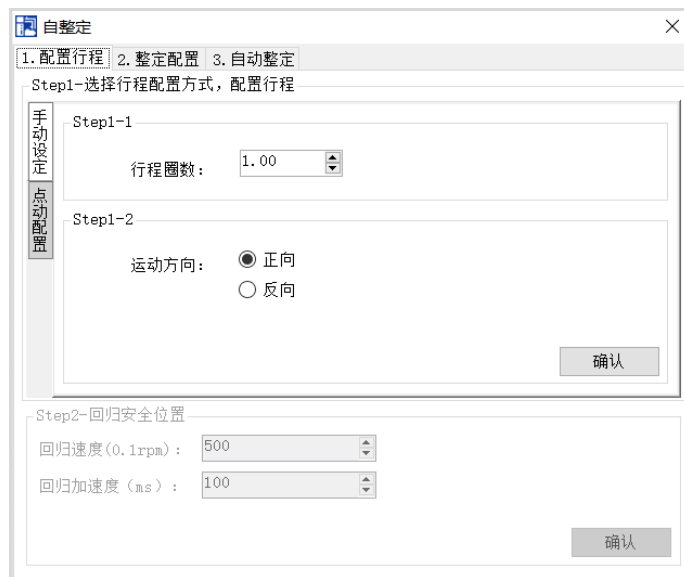 自整定
1.配置行程 2.整定配置 3.自动整定
Step1-选择行程配置方式，配置行程
手动设定
点动配置
Step1-1
行程圈数： 1.00
Step1-2
运动方向： 正向
反向
确认
Step2-回归安全位置
回归速度(0.1rpm)： 500
回归加速度（ms）： 100
确认